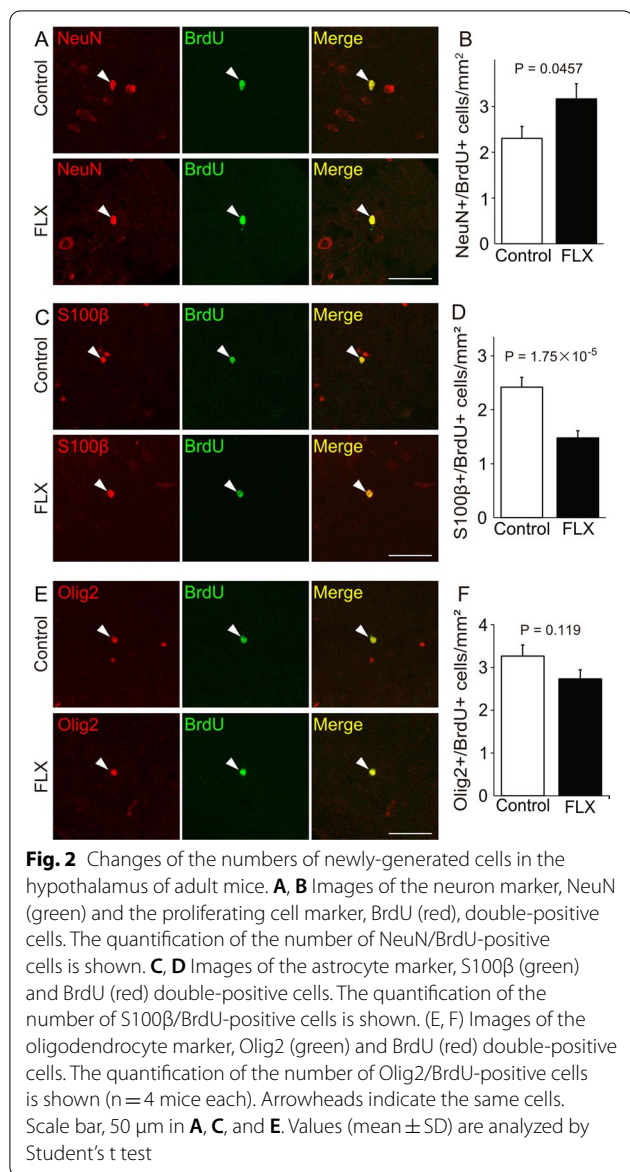 A NeuN BrdU Merge
Control
NeuN BrdU Merge
FLX
B
NeuN+/BrdU+ cells/mm²
P = 0.0457
3
2
1
0
Control FLX
C S100β BrdU Merge
Control
S100β BrdU Merge
FLX
D
S100β+/BrdU+ cells/mm²
P = 1.75×10⁻⁵
3
2
1
0
Control FLX
E Olig2 BrdU Merge
Control
Olig2 BrdU Merge
FLX
F
Olig2+/BrdU+ cells/mm²
P = 0.119
4
3
2
1
0
Control FLX
Fig. 2 Changes of the numbers of newly-generated cells in the
hypothalamus of adult mice. A, B Images of the neuron marker, NeuN
(green) and the proliferating cell marker, BrdU (red), double-positive
cells. The quantification of the number of NeuN/BrdU-positive
cells is shown. C, D Images of the astrocyte marker, S100β (green)
and BrdU (red) double-positive cells. The quantification of the
number of S100β/BrdU-positive cells is shown. (E, F) Images of the
oligodendrocyte marker, Olig2 (green) and BrdU (red) double-positive
cells. The quantification of the number of Olig2/BrdU-positive cells
is shown (n = 4 mice each). Arrowheads indicate the same cells.
Scale bar, 50 μm in A, C, and E. Values (mean ± SD) are analyzed by
Student's t test